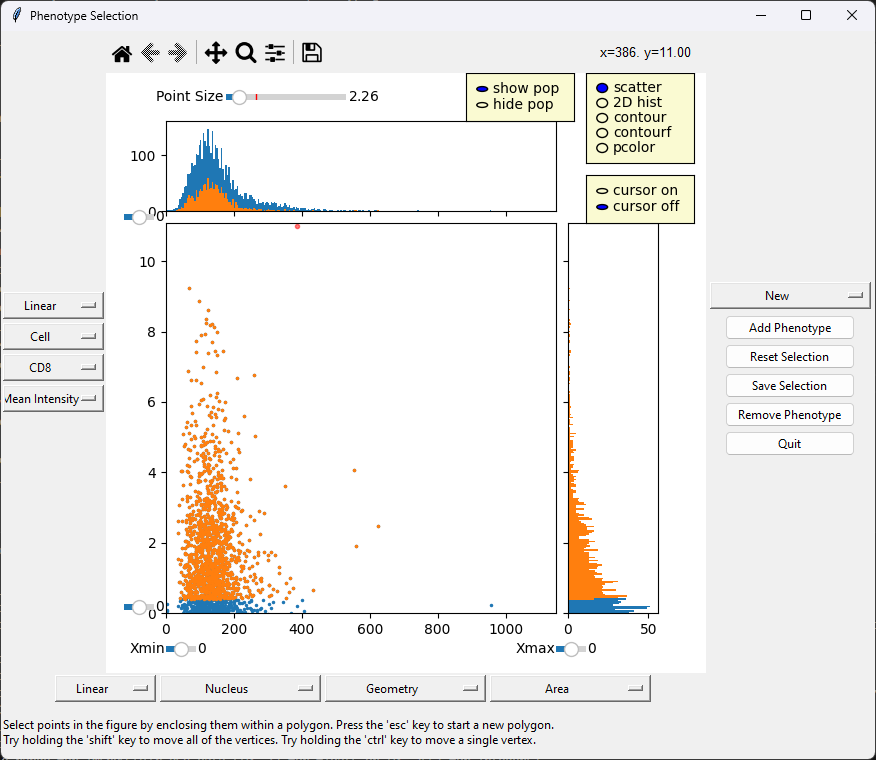 Phenotype Selection
x=386. y=11.00
Point Size 2.26
show pop
hide pop
scatter
2D hist
contour
contourf
pcolor
cursor on
cursor off
100
0
0
10
8
6
4
2
0
0
0 200 400 600 800 1000
0 50
Xmin 0
Xmax 0
Linear
Cell
CD8
Mean Intensity
New
Add Phenotype
Reset Selection
Save Selection
Remove Phenotype
Quit
Linear Nucleus Geometry Area
Select points in the figure by enclosing them within a polygon. Press the 'esc' key to start a new polygon.
Try holding the 'shift' key to move all of the vertices. Try holding the 'ctrl' key to move a single vertex.